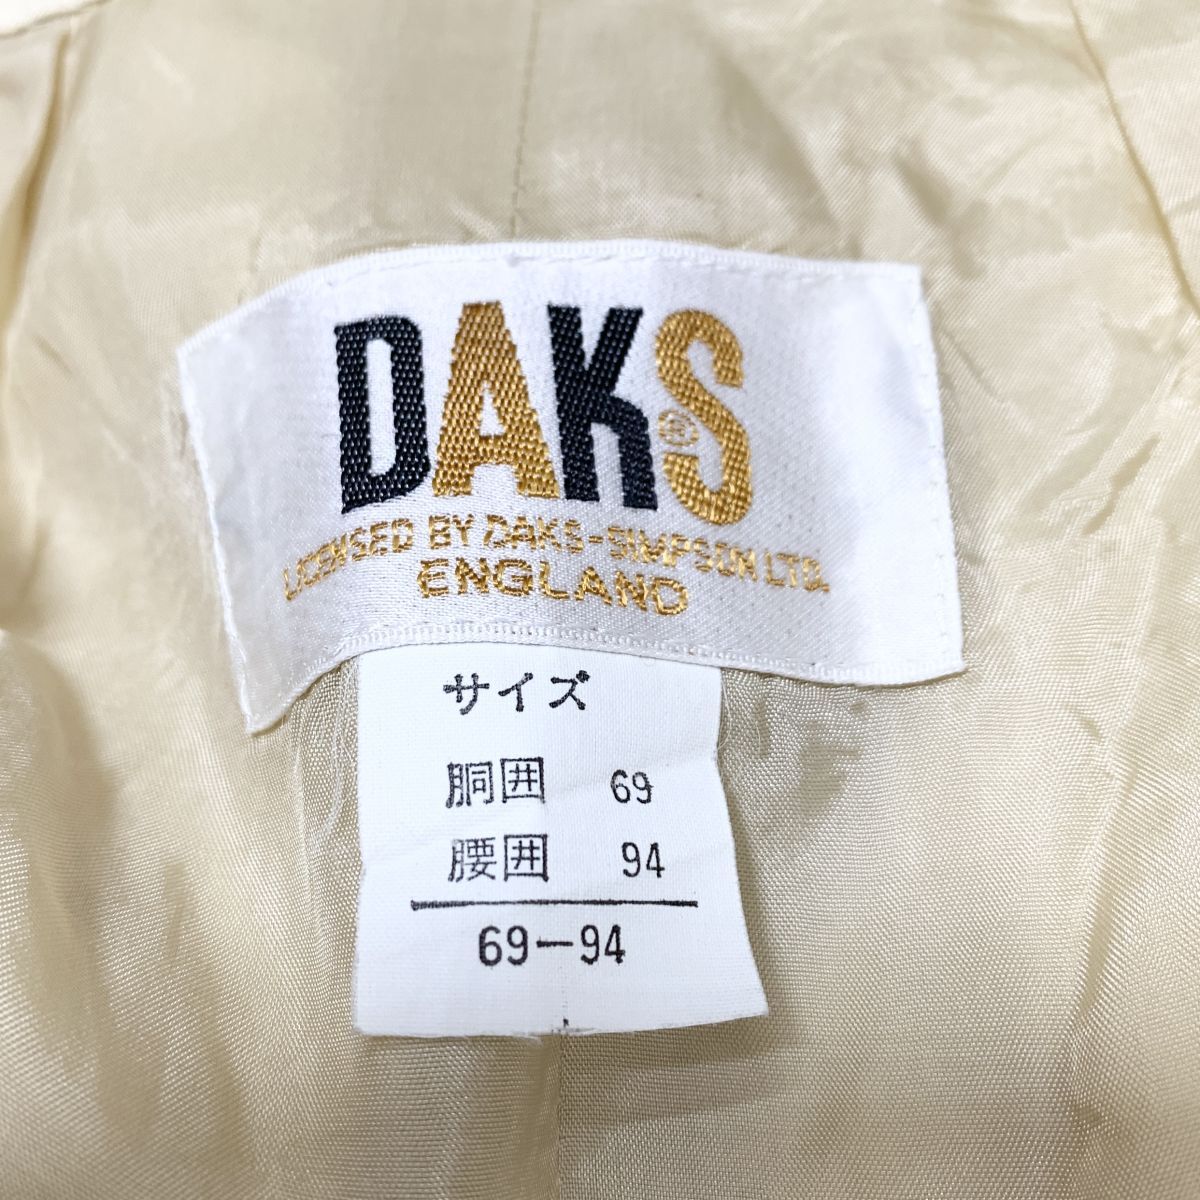 DAKS®
LICENSED BY DAKS-SIMPSON LTD.
ENGLAND
サイズ
胴囲 69
腰囲 94
69-94